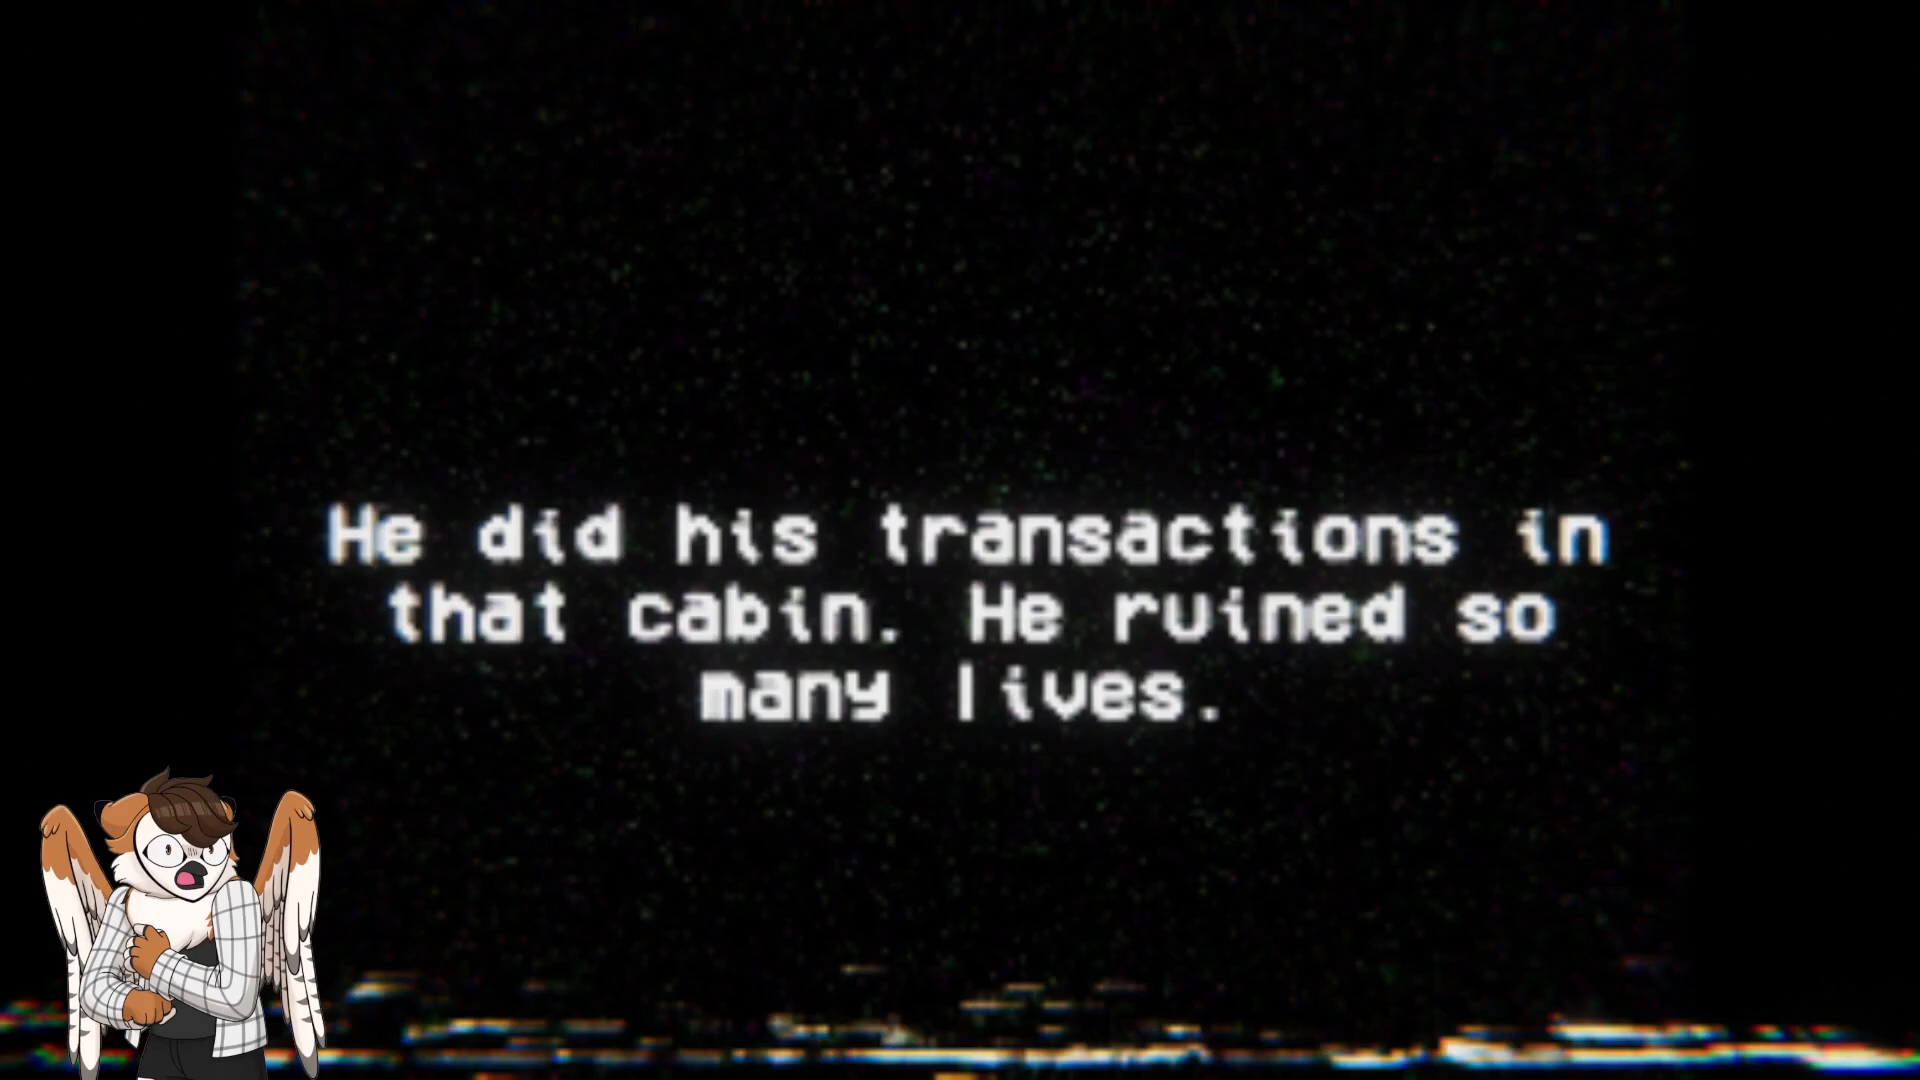 He did his transactions in
that cabin. He ruined so
many lives.